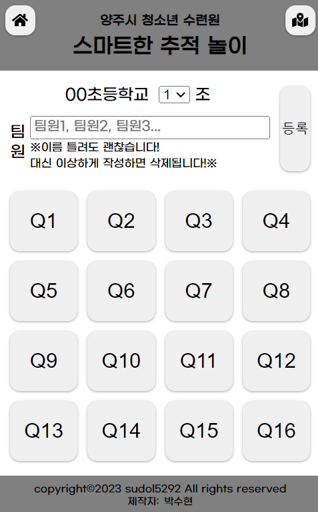 양주시 청소년 수련원
스마트한 추적 놀이
00초등학교 1 조
팀원
팀원1, 팀원2, 팀원3...
※이름 틀려도 괜찮습니다!
대신 이상하게 작성하면 삭제됩니다!※
등록
Q1 Q2 Q3 Q4
Q5 Q6 Q7 Q8
Q9 Q10 Q11 Q12
Q13 Q14 Q15 Q16
copyright©2023 sudol5292 All rights reserved
제작자: 박수현